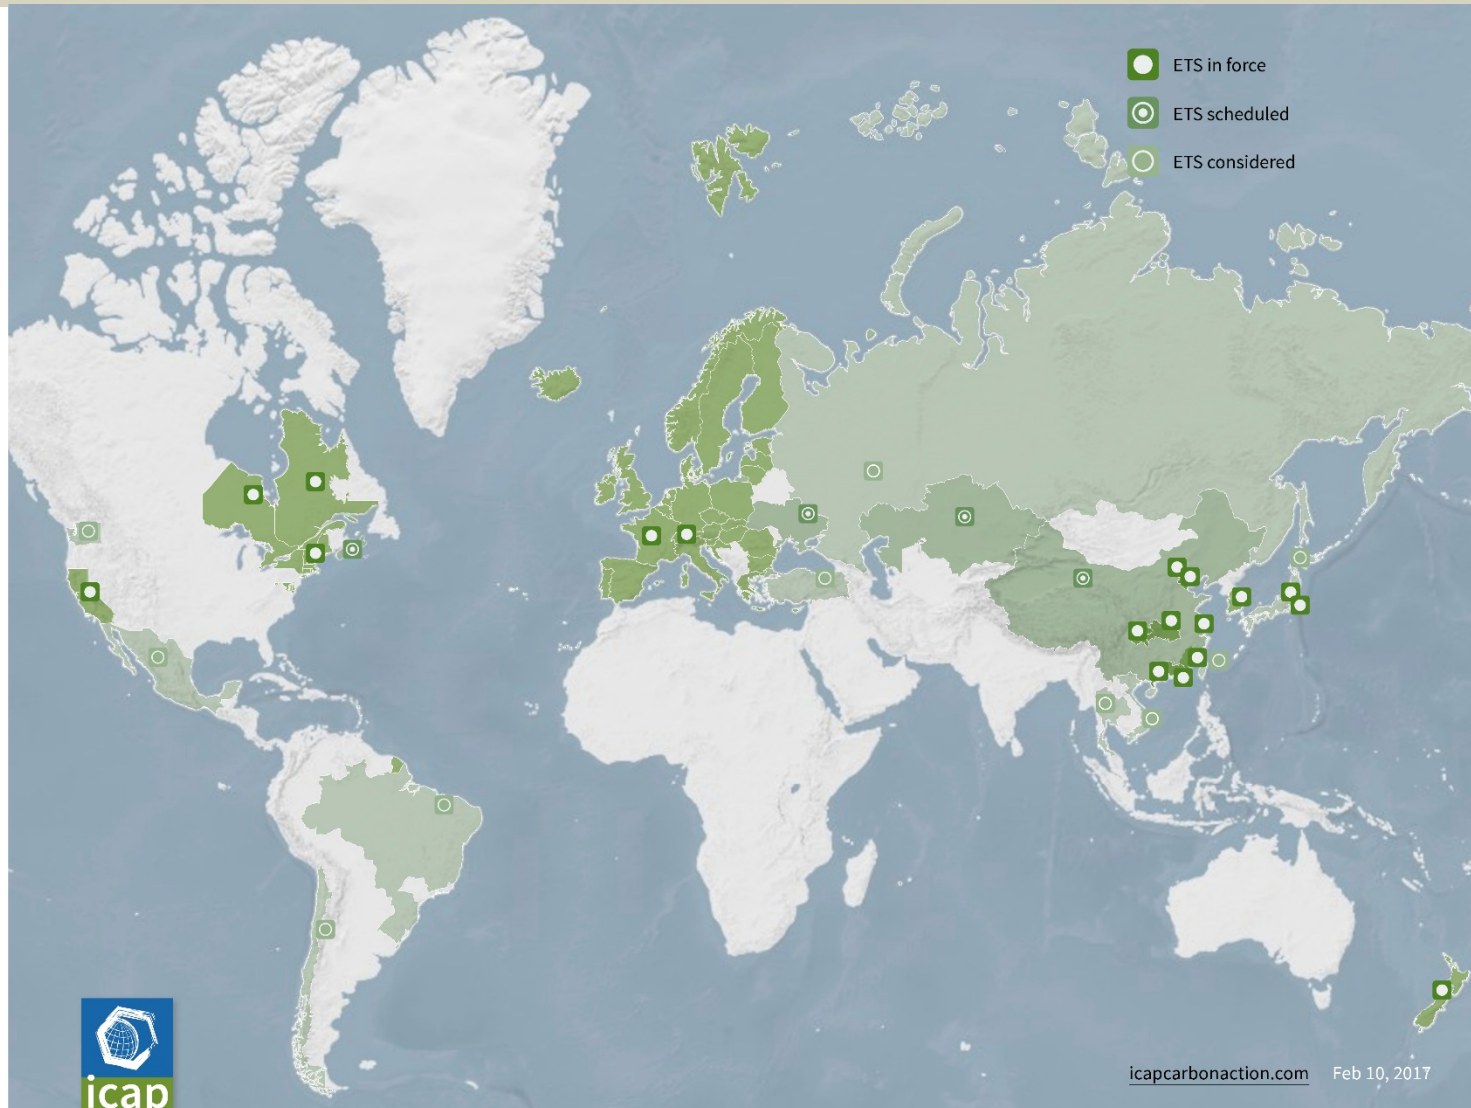 ETS in force
ETS scheduled
ETS considered
icapcarbonaction.com
Feb 10, 2017
icap